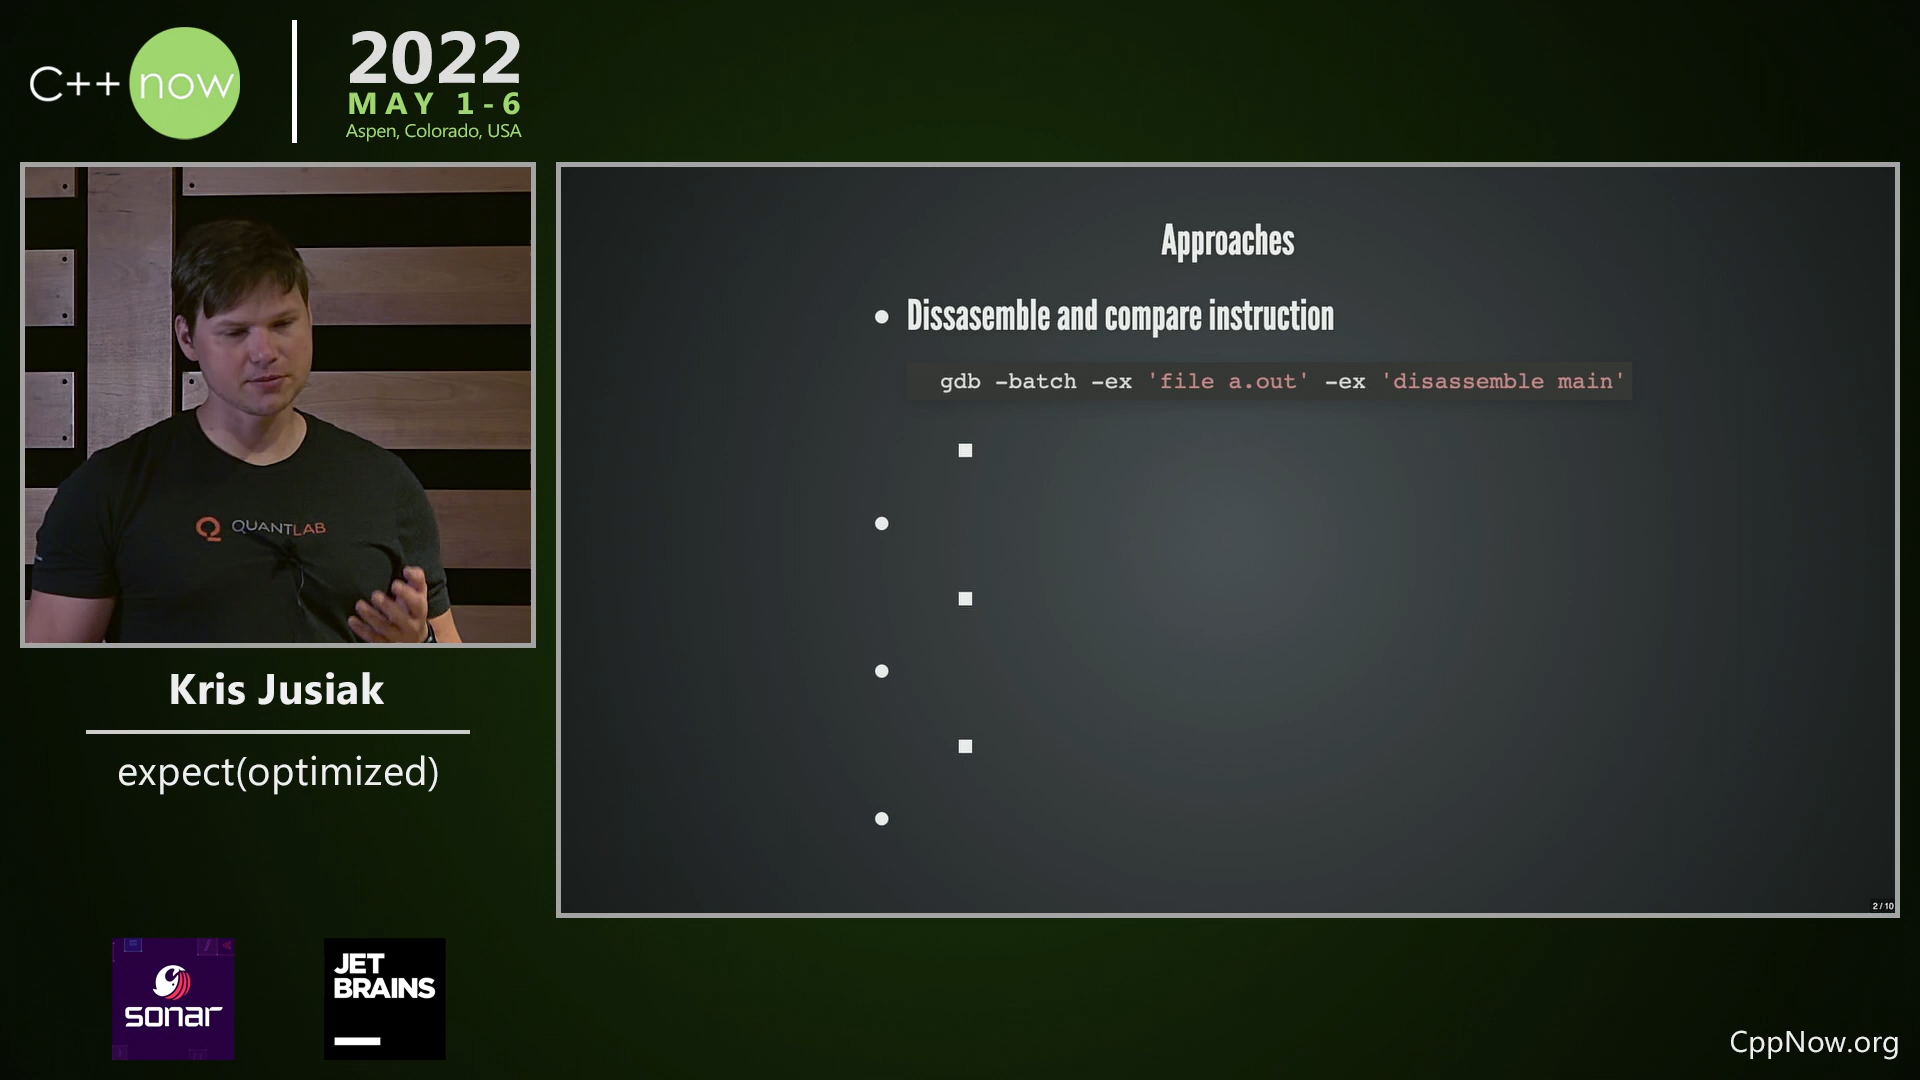 C++ now
2022
MAY 1-6
Aspen, Colorado, USA
Approaches
Dissasemble and compare instruction
gdb -batch -ex 'file a.out' -ex 'disassemble main'
QUANTLAB
Kris Jusiak
expect(optimized)
2 / 10
sonar
JET
BRAINS
CppNow.org